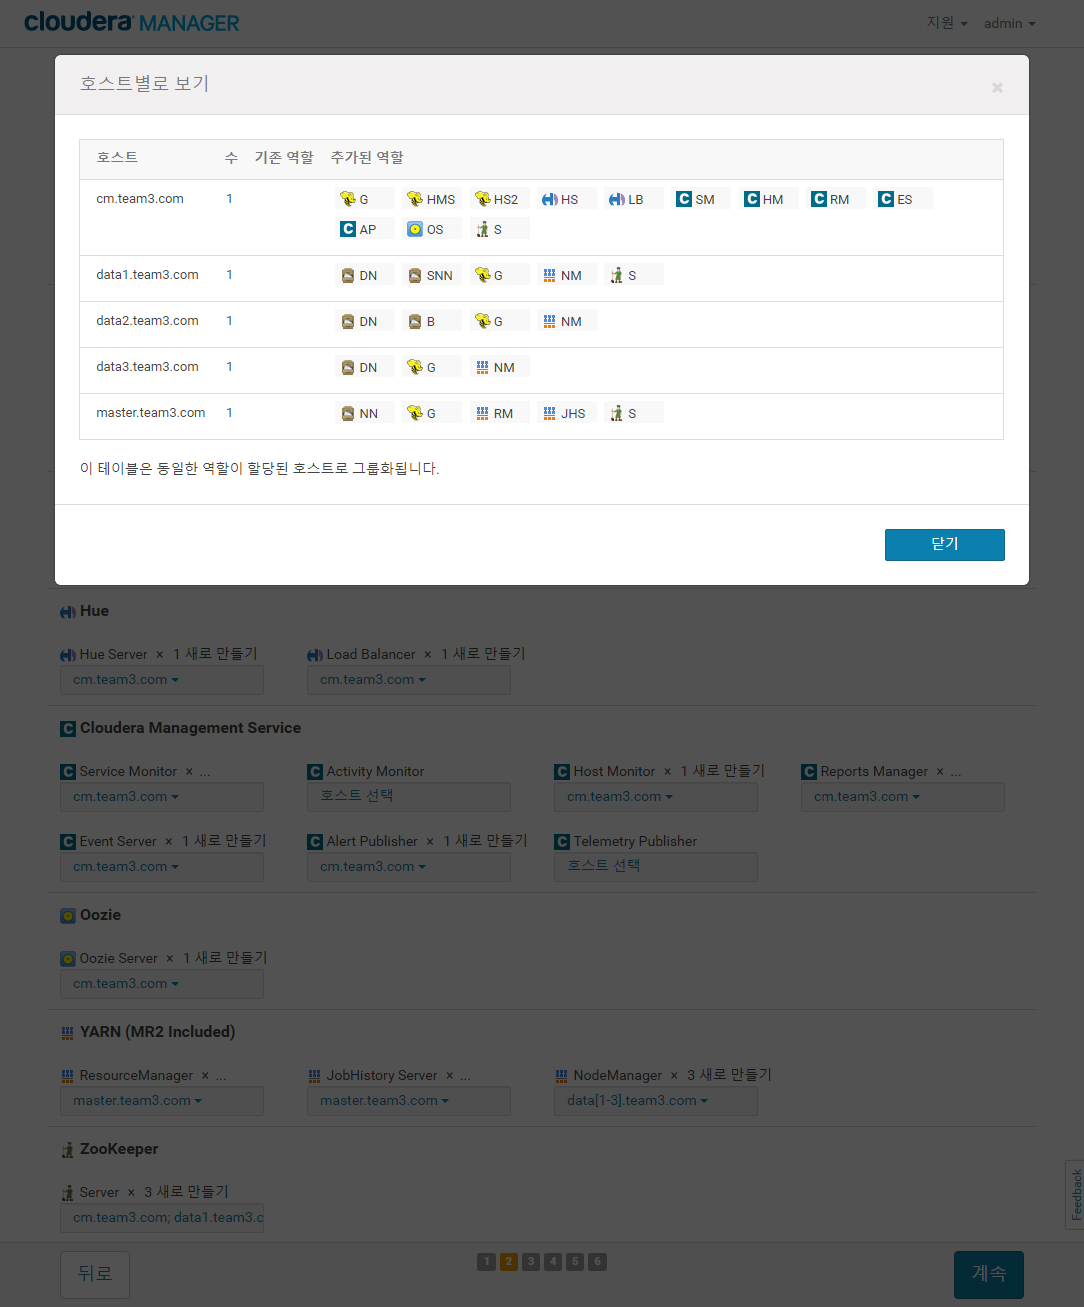 cloudera MANAGER
지원 admin
호스트별로 보기 ×
호스트 수 기존 역할 추가된 역할
cm.team3.com 1 G HMS HS2 HS LB SM HM RM ES
AP OS S
data1.team3.com 1 DN SNN G NM S
data2.team3.com 1 DN B G NM
data3.team3.com 1 DN G NM
master.team3.com 1 NN G RM JHS S
이 테이블은 동일한 역할이 할당된 호스트로 그룹화됩니다.
닫기
Hue
Hue Server × 1 새로 만들기 Load Balancer × 1 새로 만들기
cm.team3.com cm.team3.com
Cloudera Management Service
Service Monitor × ... Activity Monitor Host Monitor × 1 새로 만들기 Reports Manager × ...
cm.team3.com 호스트 선택 cm.team3.com cm.team3.com
Event Server × 1 새로 만들기 Alert Publisher × 1 새로 만들기 Telemetry Publisher
cm.team3.com cm.team3.com 호스트 선택
Oozie
Oozie Server × 1 새로 만들기
cm.team3.com
YARN (MR2 Included)
ResourceManager × ... JobHistory Server × ... NodeManager × 3 새로 만들기
master.team3.com master.team3.com data[1-3].team3.com
ZooKeeper
Server × 3 새로 만들기
cm.team3.com; data1.team3.c
Feedback
뒤로 1 2 3 4 5 6 계속